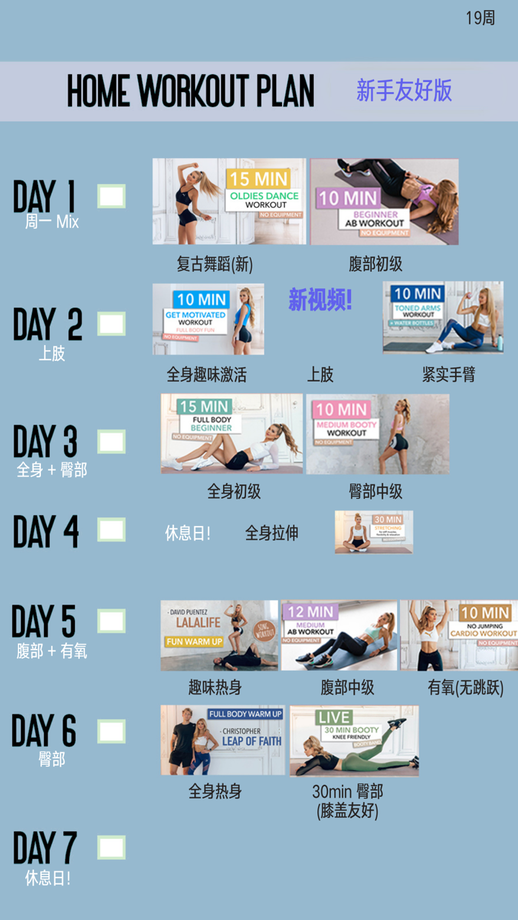 19周
HOME WORKOUT PLAN 新手友好版
DAY 1
周一 Mix
15 MIN
OLDIES DANCE
WORKOUT
NO EQUIPMENT
复古舞蹈(新)
10 MIN
BEGINNER
AB WORKOUT
NO EQUIPMENT
腹部初级
DAY 2
上肢
10 MIN
GET MOTIVATED
WORKOUT
FULL BODY FUN
NO EQUIPMENT
全身趣味激活
新视频!
上肢
10 MIN
TONED ARMS
WORKOUT
WATER BOTTLES
紧实手臂
DAY 3
全身 + 臀部
15 MIN
FULL BODY
BEGINNER
NO EQUIPMENT
全身初级
10 MIN
MEDIUM BOOTY
WORKOUT
NO EQUIPMENT
臀部中级
DAY 4
休息日!
全身拉伸
30 MIN
STRETCHING
DAY 5
腹部 + 有氧
· DAVID PUENTEZ
LALALIFE
FUN WARM UP
SONG
WORKOUT
趣味热身
12 MIN
MEDIUM
AB WORKOUT
NO EQUIPMENT
腹部中级
10 MIN
NO JUMPING
CARDIO WORKOUT
NO EQUIPMENT
有氧(无跳跃)
DAY 6
臀部
FULL BODY WARM UP
· CHRISTOPHER
LEAP OF FAITH
全身热身
LIVE
30 MIN BOOTY
KNEE FRIENDLY
30min 臀部
(膝盖友好)
DAY 7
休息日!